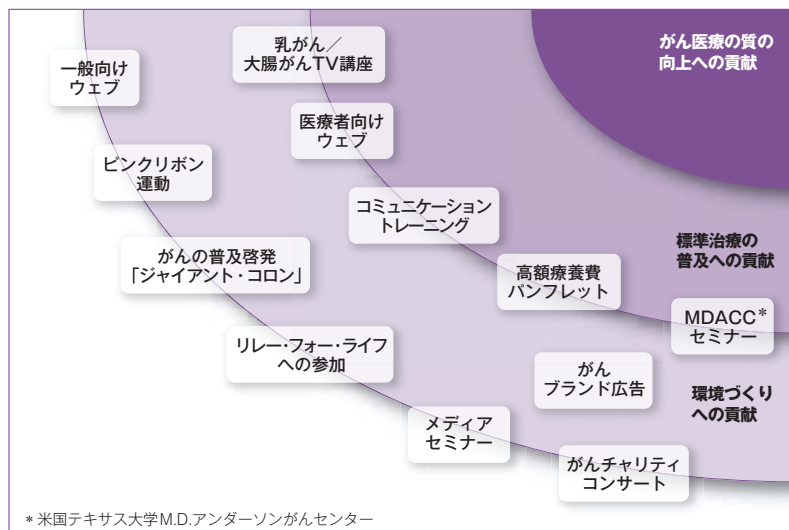 がん医療の質の
向上への貢献
乳がん／
大腸がんTV講座
一般向け
ウェブ
医療者向け
ウェブ
ピンクリボン
運動
コミュニケーション
トレーニング
標準治療の
普及への貢献
がんの普及啓発
「ジャイアント・コロン」
高額療養費
パンフレット
MDACC*
セミナー
リレー・フォー・ライフ
への参加
がん
ブランド広告
環境づくり
への貢献
メディア
セミナー
がんチャリティ
コンサート
* 米国テキサス大学M.D.アンダーソンがんセンター